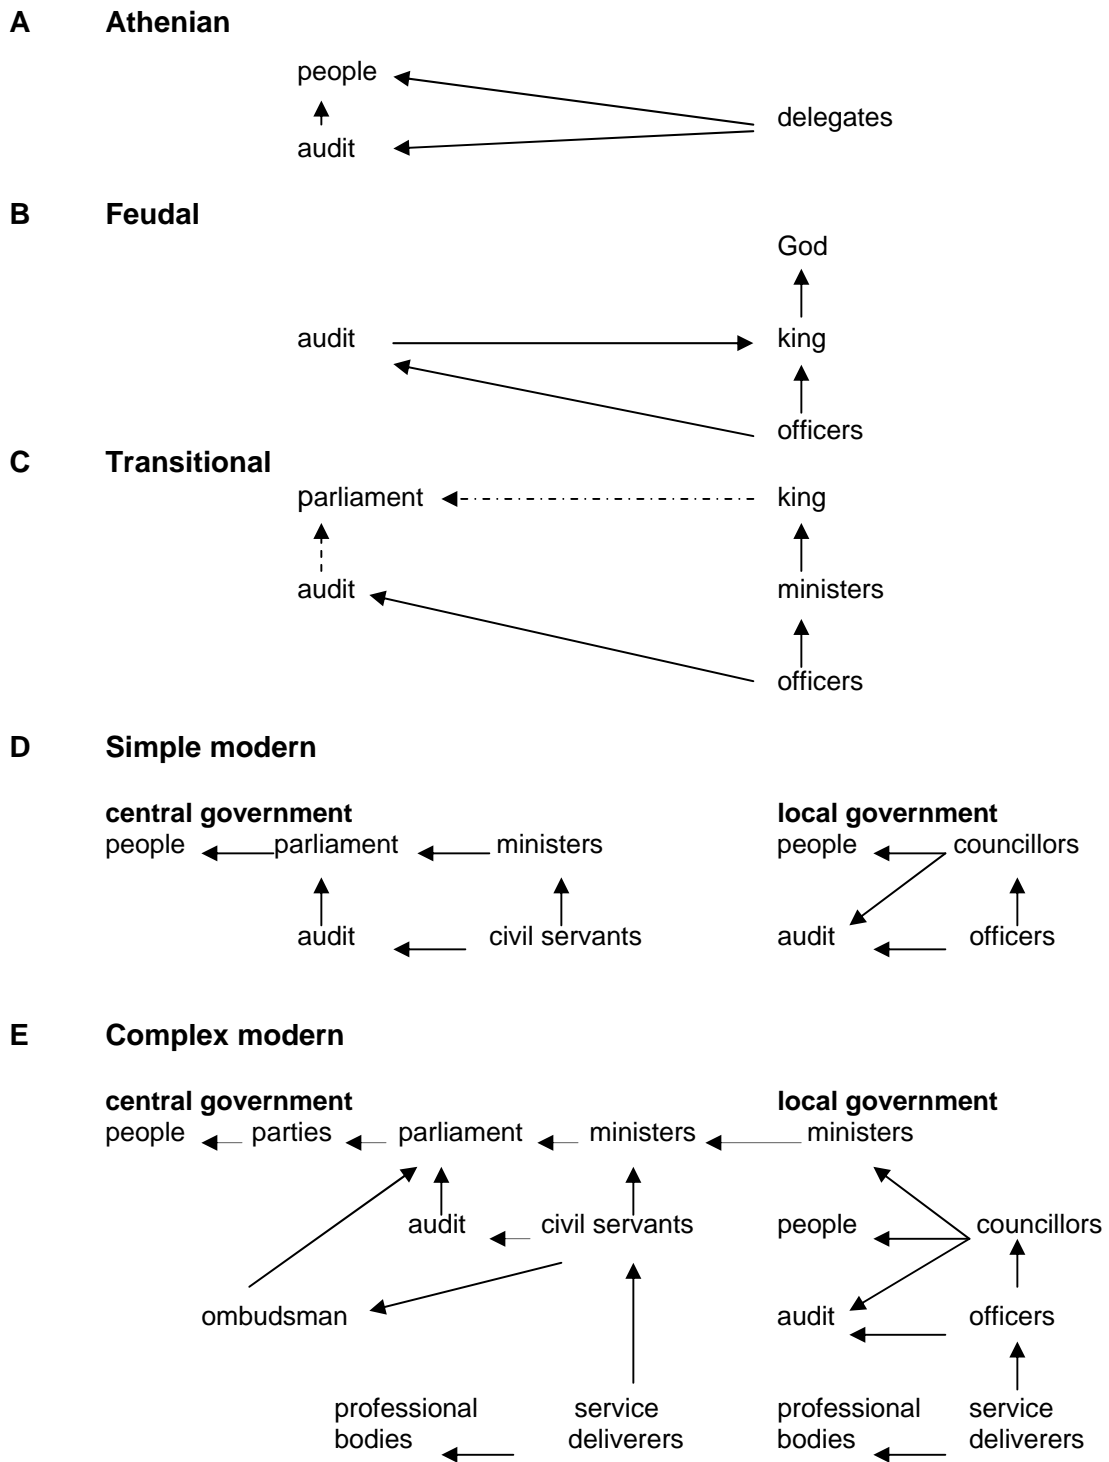 A Athenian
people
delegates
audit
B Feudal
God
audit king
officers
C Transitional
parliament king
audit ministers
officers
D Simple modern
central government local government
people parliament ministers people councillors
audit civil servants audit officers
E Complex modern
central government local government
people parties parliament ministers ministers
audit civil servants people councillors
ombudsman audit officers
professional service professional service
bodies deliverers bodies deliverers